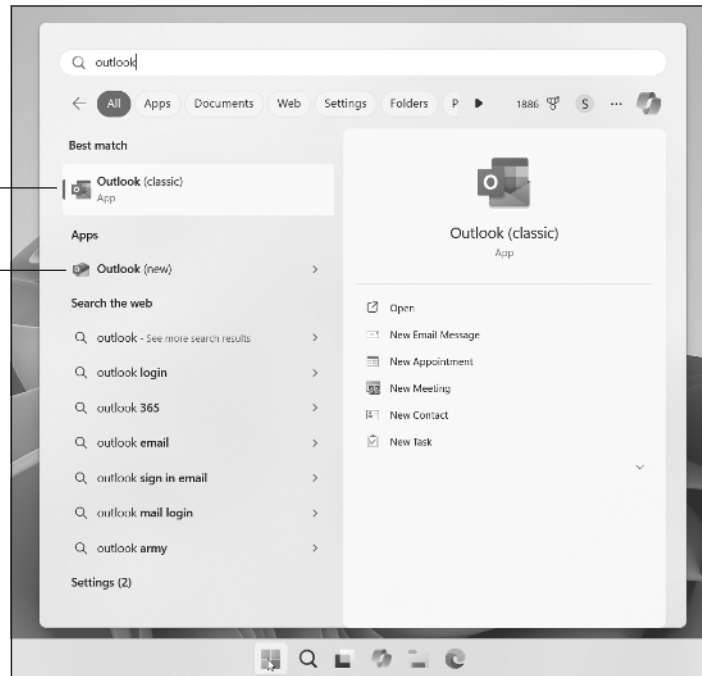 outlook
All Apps Documents Web Settings Folders P 1886 S ...
Best match
Outlook (classic)
App
Apps
Outlook (new)
Search the web
outlook - See more search results
outlook login
outlook 365
outlook email
outlook sign in email
outlook mail login
outlook army
Settings (2)
Outlook (classic)
App
Open
New Email Message
New Appointment
New Meeting
New Contact
New Task